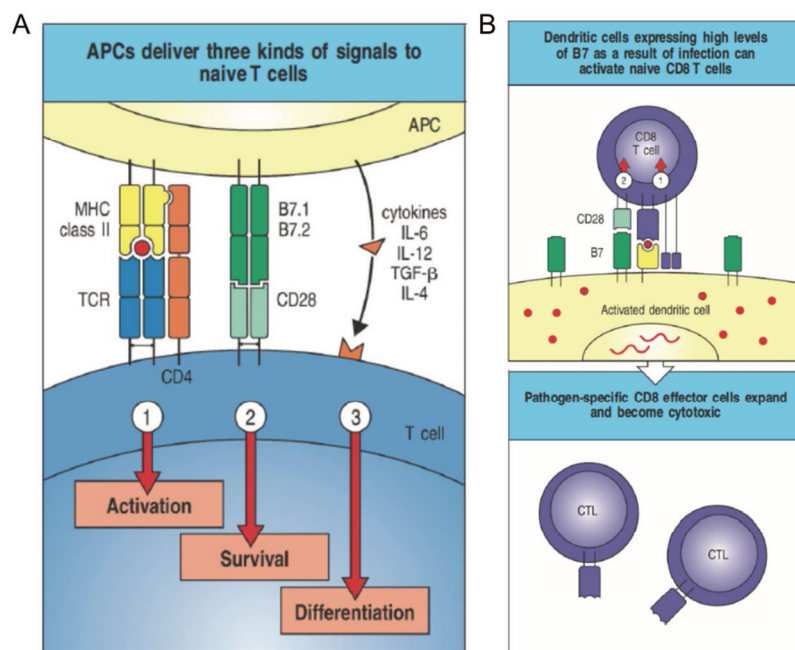 A
APCs deliver three kinds of signals to
naive T cells
APC
MHC
class II
B7.1
B7.2
cytokines
IL-6
IL-12
TGF-β
IL-4
TCR
CD28
CD4
1
2
3
T cell
Activation
Survival
Differentiation
B
Dendritic cells expressing high levels
of B7 as a result of infection can
activate naive CD8 T cells
CD8
T cell
2
1
CD28
B7
Activated dendritic cell
Pathogen-specific CD8 effector cells expand
and become cytotoxic
CTL
CTL